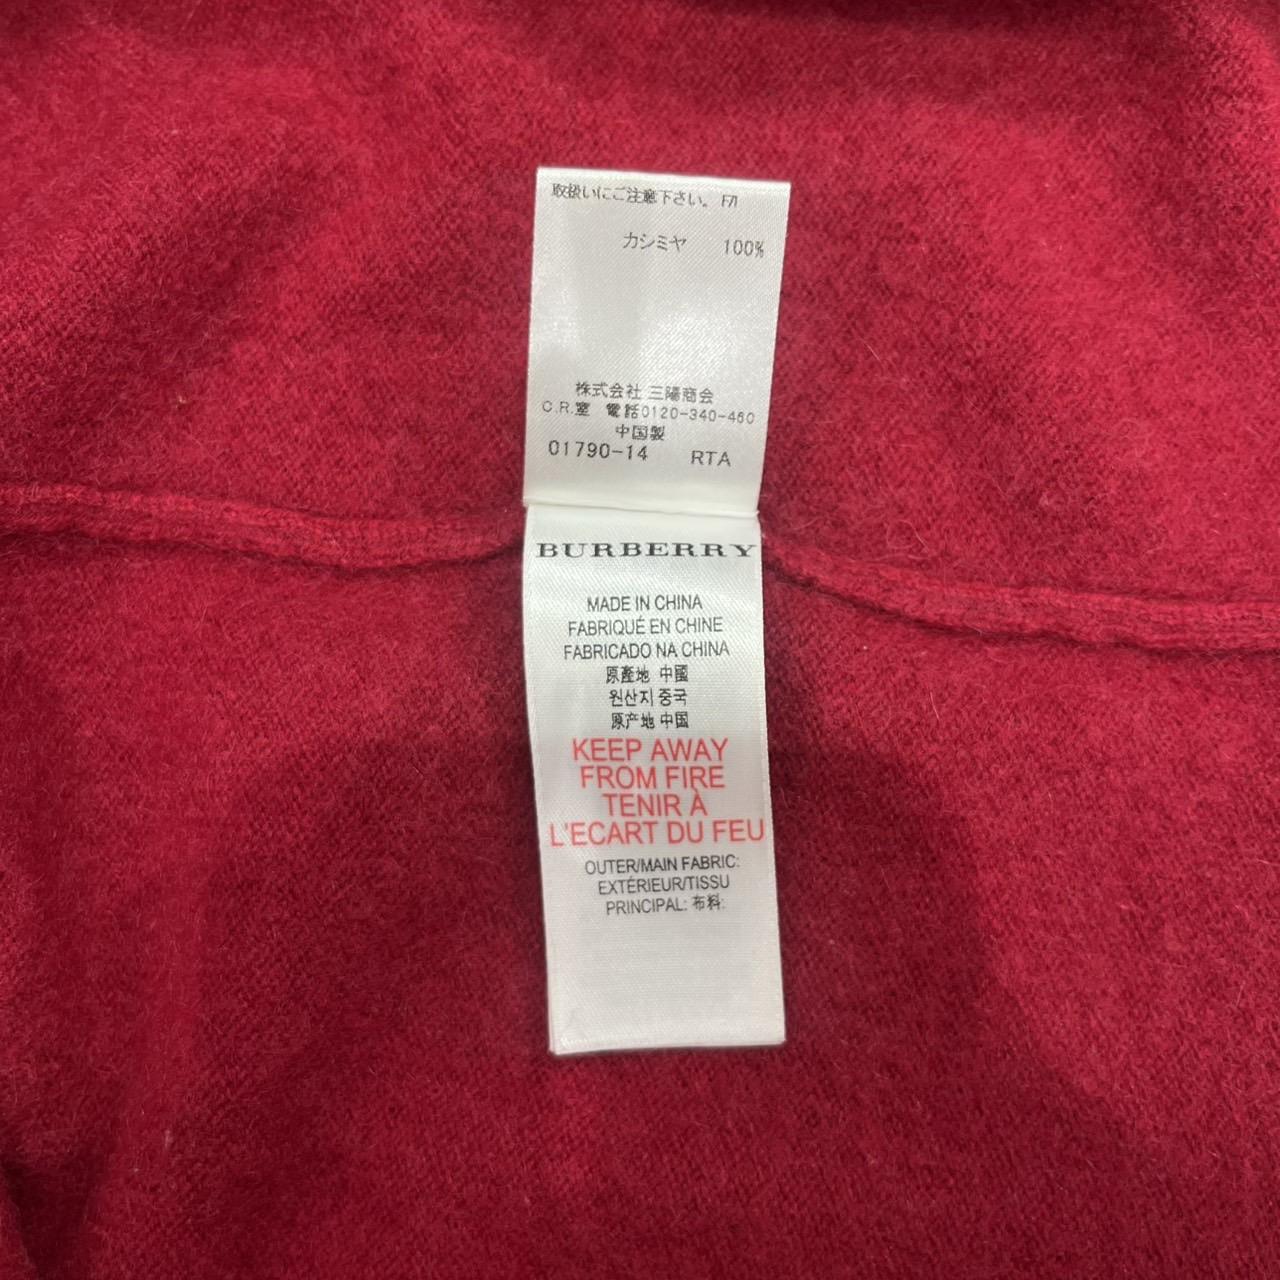 取扱いにご注意下さい。 F/I
カシミヤ 100%
株式会社 三陽商会
C.R.室 電話0120-340-460
中国製
01790-14 RTA
BURBERRY
MADE IN CHINA
FABRIQUÉ EN CHINE
FABRICADO NA CHINA
原產地 中國
원산지 중국
原产地 中国
KEEP AWAY
FROM FIRE
TENIR À
L'ECART DU FEU
OUTER/MAIN FABRIC:
EXTÉRIEUR/TISSU
PRINCIPAL: 布料: